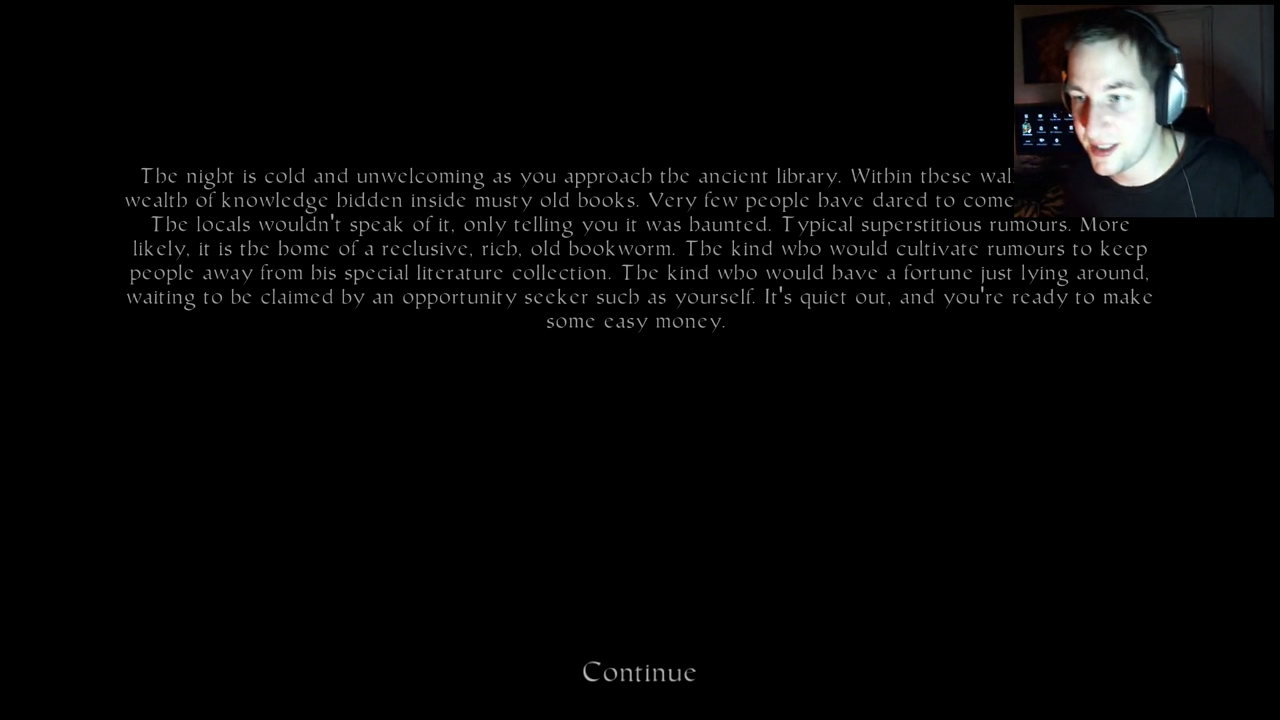 The night is cold and unwelcoming as you approach the ancient library. Within these
wealth of knowledge hidden inside musty old books. Very few people have dared to come
The locals wouldn't speak of it, only telling you it was haunted. Typical superstitious rumours. More
likely, it is the home of a reclusive, rich, old bookworm. The kind who would cultivate rumours to keep
people away from his special literature collection. The kind who would have a fortune just lying around,
waiting to be claimed by an opportunity seeker such as yourself. It's quiet out, and you're ready to make
some easy money.
Continue